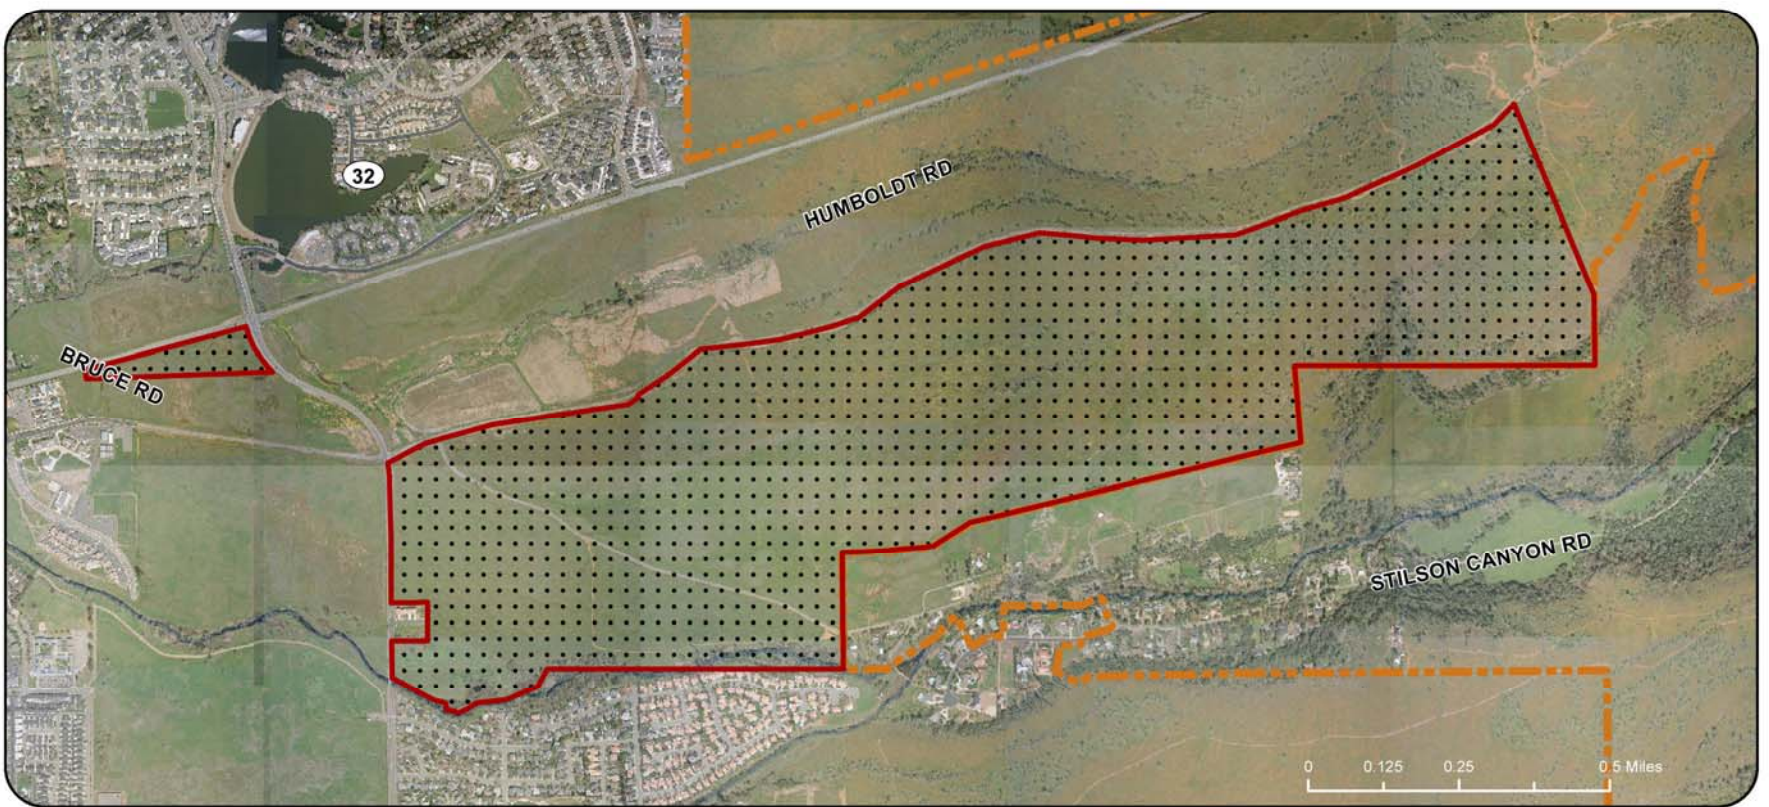 32
HUMBOLDT RD
BRUCE RD
STILSON CANYON RD
0 0.125 0.25 0.5 Miles